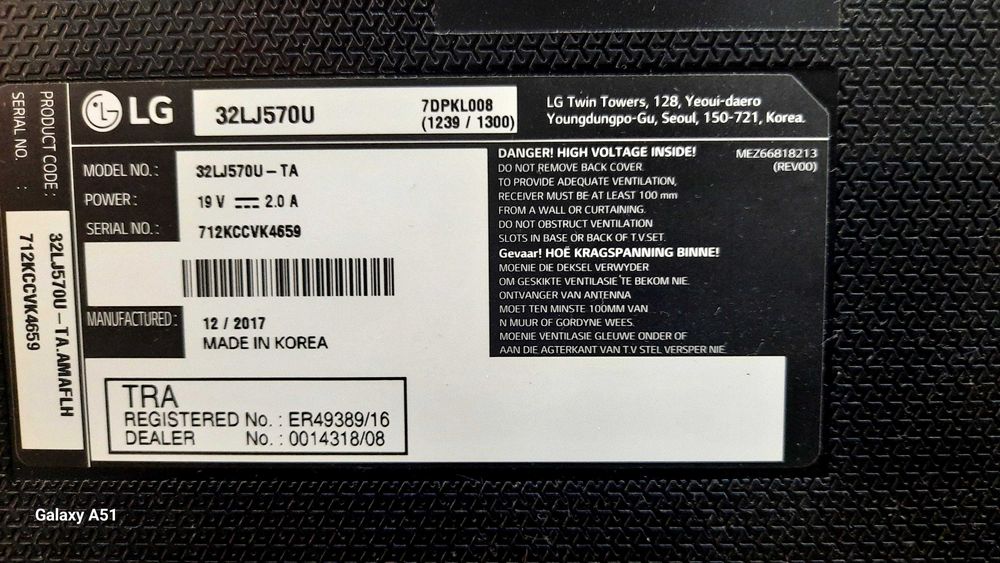 LG
32LJ570U
7DPKL008
(1239 / 1300)
LG Twin Towers, 128, Yeoui-daero
Youngdungpo-Gu, Seoul, 150-721, Korea.
MODEL NO.: 32LJ570U-TA
POWER: 19 V ⎓ 2.0 A
SERIAL NO.: 712KCCVK4659
MANUFACTURED: 12 / 2017
MADE IN KOREA
TRA
REGISTERED No. : ER49389/16
DEALER No. : 0014318/08
DANGER! HIGH VOLTAGE INSIDE!
DO NOT REMOVE BACK COVER.
TO PROVIDE ADEQUATE VENTILATION,
RECEIVER MUST BE AT LEAST 100 mm
FROM A WALL OR CURTAINING.
DO NOT OBSTRUCT VENTILATION
SLOTS IN BASE OR BACK OF T.V.SET.
Gevaar! HOË KRAGSPANNING BINNE!
MOENIE DIE DEKSEL VERWYDER
OM GESKIKTE VENTILASIE 'TE BEKOM NIE.
ONTVANGER VAN ANTENNA
MOET TEN MINSTE 100MM VAN
N MUUR OF GORDYNE WEES.
MOENIE VENTILASIE GLEUWE ONDER OF
AAN DIE AGTERKANT VAN T.V STEL VERSPER NIE.
MEZ66818213
(REV00)
PRODUCT CODE : 32LJ570U-TA.AMAFLH
SERIAL NO. : 712KCCVK4659
Galaxy A51